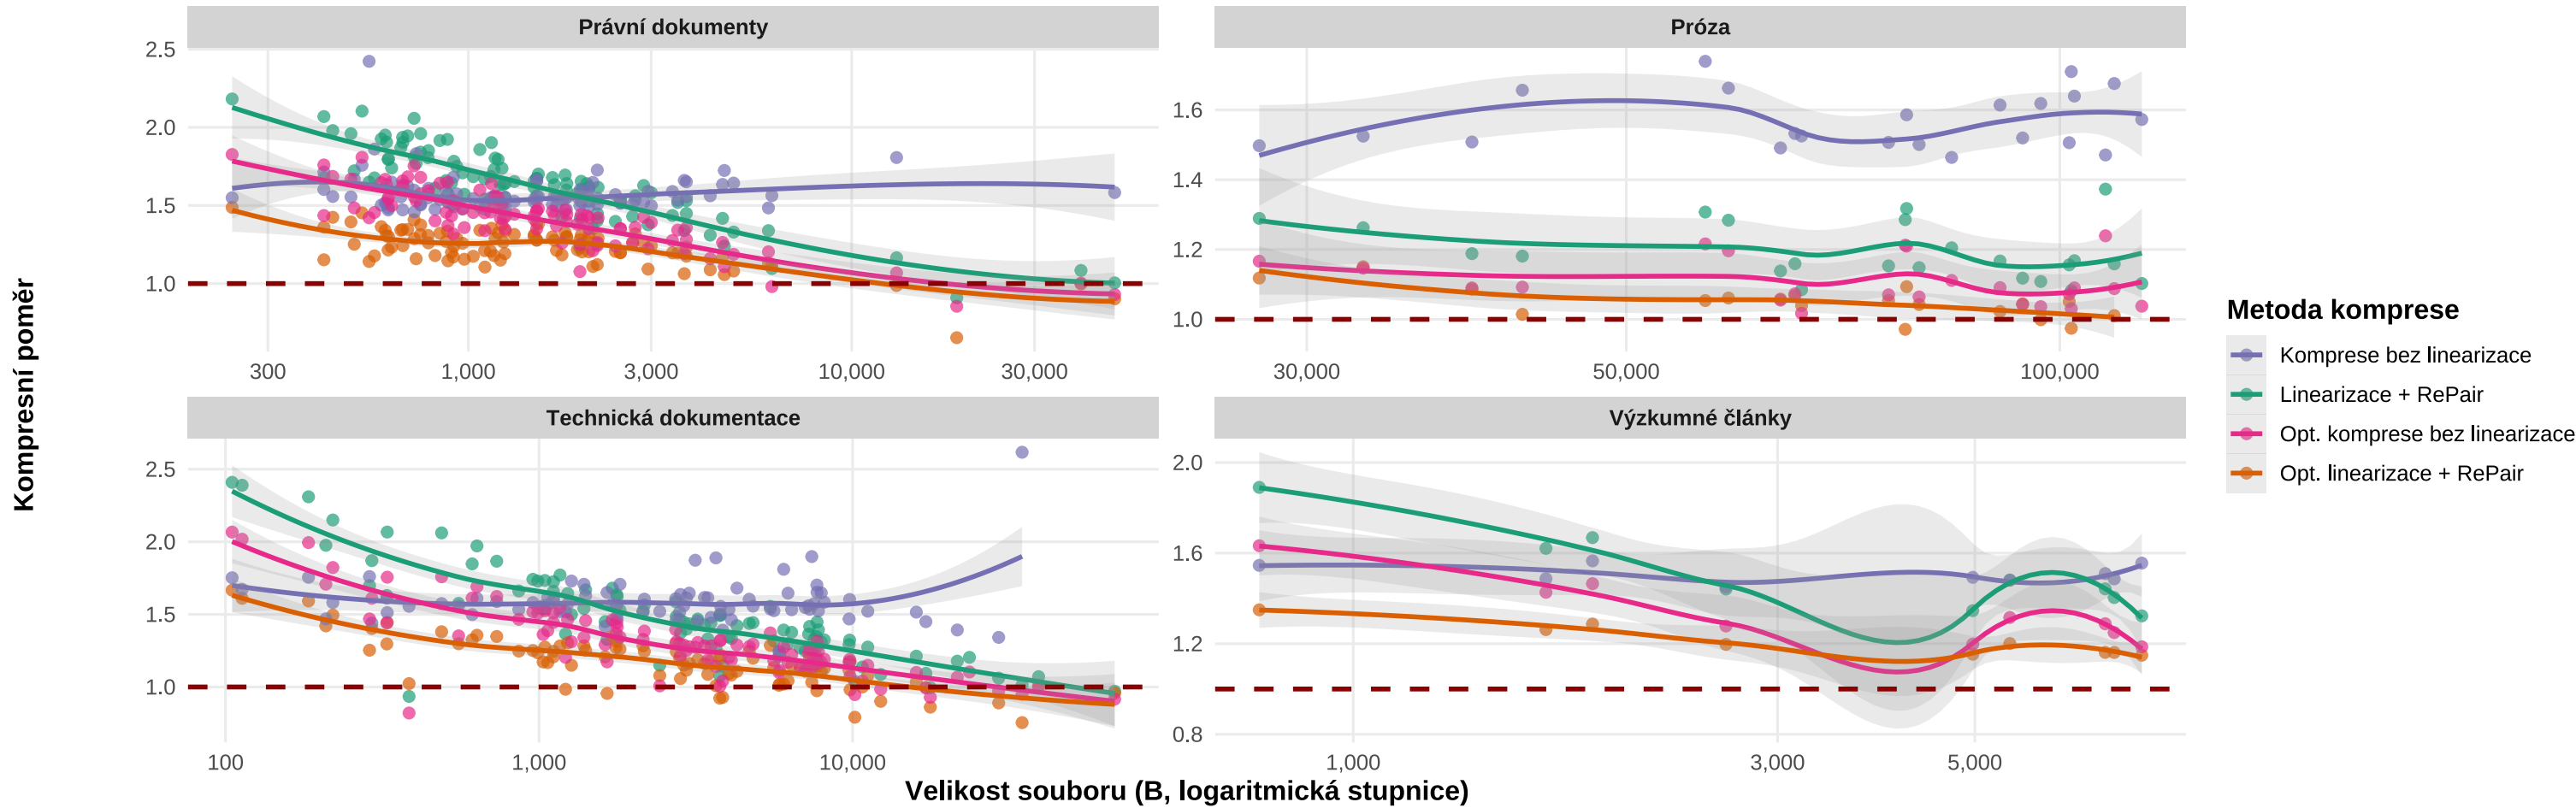 Právní dokumenty
Próza
2.5
2.0
1.5
1.0
300
1,000
3,000
10,000
30,000
1.6
1.4
1.2
1.0
30,000
50,000
100,000
Kompresní poměr
Technická dokumentace
Výzkumné články
2.5
2.0
1.5
1.0
100
1,000
10,000
2.0
1.6
1.2
0.8
1,000
3,000
5,000
Velikost souboru (B, logaritmická stupnice)
Metoda komprese
Komprese bez linearizace
Linearizace + RePair
Opt. komprese bez linearizace
Opt. linearizace + RePair